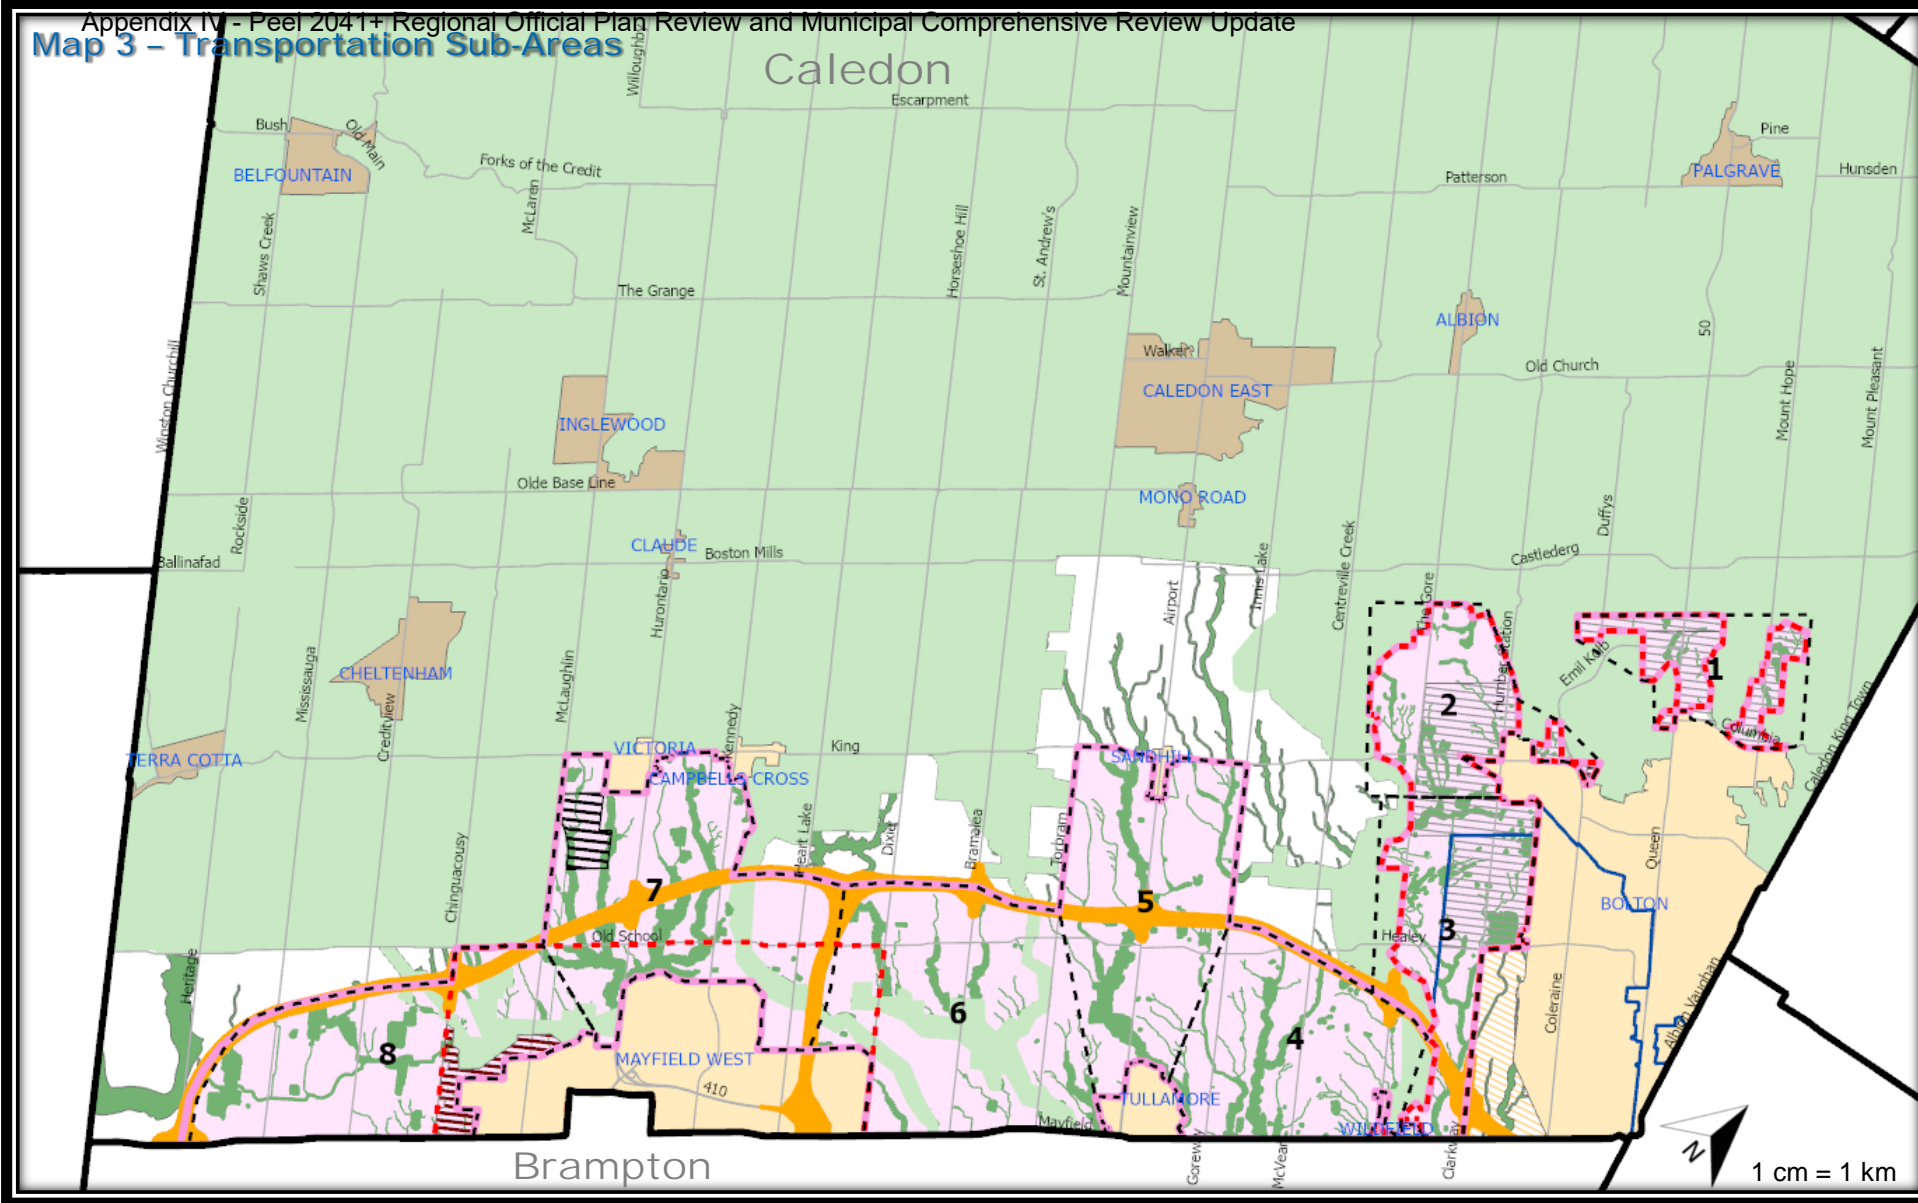 Appendix IV - Peel 2041+ Regional Official Plan Review and Municipal Comprehensive Review Update
Map 3 – Transportation Sub-Areas
Caledon
Escarpment
Bush
Old Main
Pine
BELFOUNTAIN
Forks of the Credit
PALGRAVE
Hunsden
Patterson
McLaren
Shaws Creek
Horseshoe Hill
St. Andrew's
Mountainview
The Grange
ALBION
50
Walker
Old Church
Winston Churchill
CALEDON EAST
Mount Hope
Mount Pleasant
INGLEWOOD
Olde Base Line
MONO ROAD
Rockside
Duffys
CLAUDE
Boston Mills
Castlederg
Ballinafad
Centreville Creek
Innis Lake
Airport
The Gore
Hurontario
Humber Station
Emil Kolb
1
CHELTENHAM
Mississauga
McLaughlin
Creditview
2
Kennedy
Columbia
Caledon King Town
VICTORIA
King
SANDHILL
TERRA COTTA
CAMPBELLS CROSS
Heart Lake
Dixie
Bramalea
Torbram
Queen
Chinguacousy
7
5
BOLTON
Old School
Healey
3
Heritage
Coleraine
Albion Vaughan
6
4
8
MAYFIELD WEST
410
TULLAMORE
Mayfield
WILDFIELD
Goreway
McVean
Clarkway
Brampton
N
1 cm = 1 km